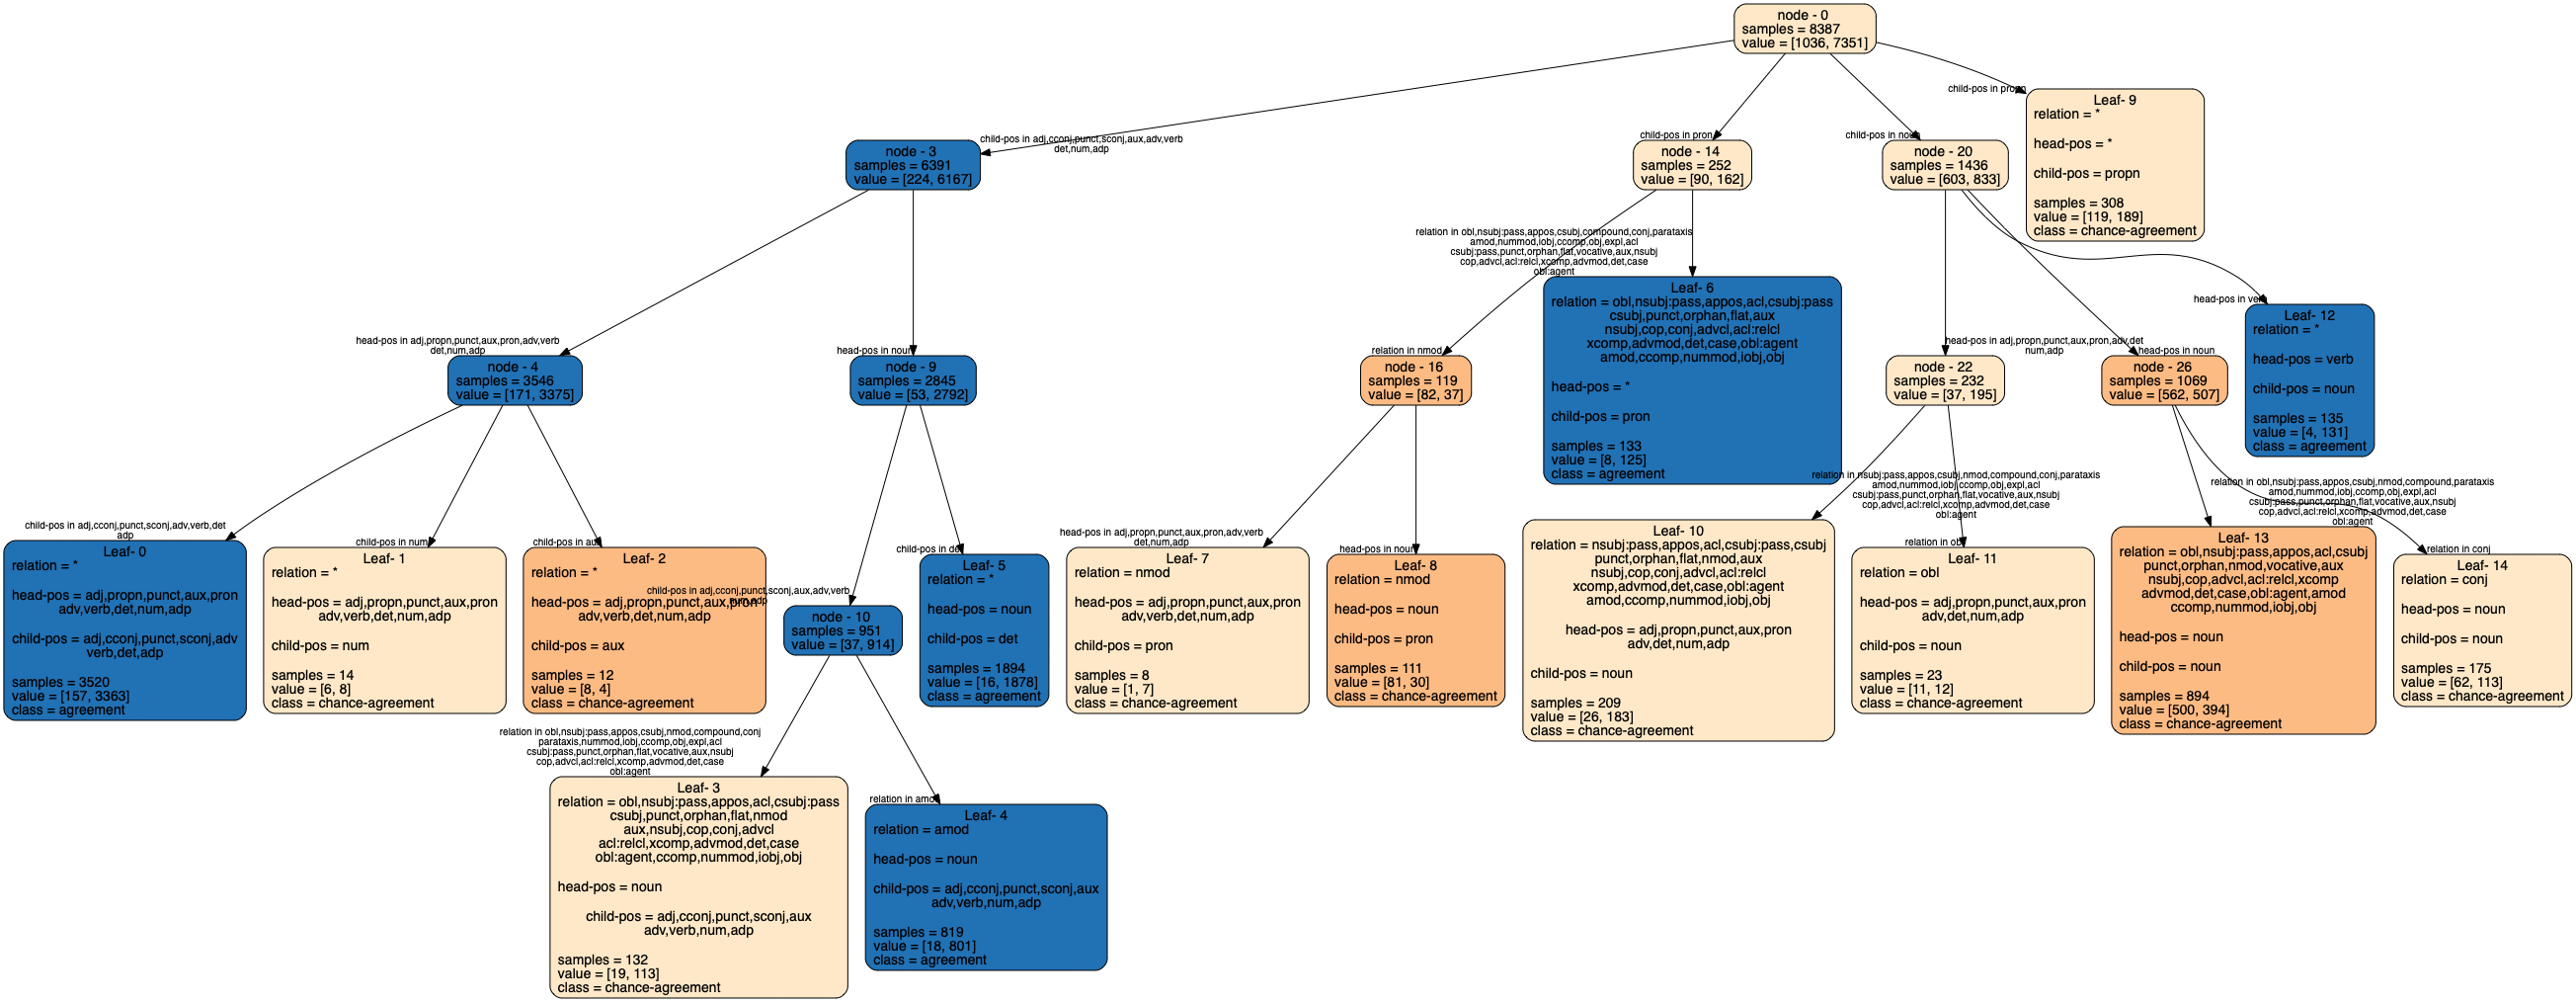 node - 0
samples = 8387
value = [1036, 7351]
child-pos in adj,cconj,punct,sconj,aux,adv,verb
det,num,adp
node - 3
samples = 6391
value = [224, 6167]
child-pos in pron
node - 14
samples = 252
value = [90, 162]
child-pos in noun
node - 20
samples = 1436
value = [603, 833]
child-pos in propn
Leaf- 9
relation = *
head-pos = *
child-pos = propn
samples = 308
value = [119, 189]
class = chance-agreement
head-pos in adj,propn,punct,aux,pron,adv,verb
det,num,adp
node - 4
samples = 3546
value = [171, 3375]
head-pos in noun
node - 9
samples = 2845
value = [53, 2792]
relation in nmod
node - 16
samples = 119
value = [82, 37]
relation in obl,nsubj:pass,appos,csubj,compound,conj,parataxis
amod,nummod,iobj,ccomp,obj,expl,acl
csubj:pass,punct,orphan,flat,vocative,aux,nsubj
cop,advcl,acl:relcl,xcomp,advmod,det,case
obl:agent
Leaf- 6
relation = obl,nsubj:pass,appos,acl,csubj:pass
csubj,punct,orphan,flat,aux
nsubj,cop,conj,advcl,acl:relcl
xcomp,advmod,det,case,obl:agent
amod,ccomp,nummod,iobj,obj
head-pos = *
child-pos = pron
samples = 133
value = [8, 125]
class = agreement
head-pos in adj,propn,punct,aux,pron,adv,det
num,adp
node - 22
samples = 232
value = [37, 195]
head-pos in noun
node - 26
samples = 1069
value = [562, 507]
head-pos in verb
Leaf- 12
relation = *
head-pos = verb
child-pos = noun
samples = 135
value = [4, 131]
class = agreement
child-pos in adj,cconj,punct,sconj,adv,verb,det
adp
Leaf- 0
relation = *
head-pos = adj,propn,punct,aux,pron
adv,verb,det,num,adp
child-pos = adj,cconj,punct,sconj,adv
verb,det,adp
samples = 3520
value = [157, 3363]
class = agreement
child-pos in num
Leaf- 1
relation = *
head-pos = adj,propn,punct,aux,pron
adv,verb,det,num,adp
child-pos = num
samples = 14
value = [6, 8]
class = chance-agreement
child-pos in aux
Leaf- 2
relation = *
head-pos = adj,propn,punct,aux,pron
adv,verb,det,num,adp
child-pos = aux
samples = 12
value = [8, 4]
class = chance-agreement
child-pos in adj,cconj,punct,sconj,aux,adv,verb
num,adp
node - 10
samples = 951
value = [37, 914]
child-pos in det
Leaf- 5
relation = *
head-pos = noun
child-pos = det
samples = 1894
value = [16, 1878]
class = agreement
head-pos in adj,propn,punct,aux,pron,adv,verb
det,num,adp
Leaf- 7
relation = nmod
head-pos = adj,propn,punct,aux,pron
adv,verb,det,num,adp
child-pos = pron
samples = 8
value = [1, 7]
class = chance-agreement
head-pos in noun
Leaf- 8
relation = nmod
head-pos = noun
child-pos = pron
samples = 111
value = [81, 30]
class = chance-agreement
relation in nsubj:pass,appos,csubj,nmod,compound,conj,parataxis
amod,nummod,iobj,ccomp,obj,expl,acl
csubj:pass,punct,orphan,flat,vocative,aux,nsubj
cop,advcl,acl:relcl,xcomp,advmod,det,case
obl:agent
Leaf- 10
relation = nsubj:pass,appos,acl,csubj:pass,csubj
punct,orphan,flat,nmod,aux
nsubj,cop,conj,advcl,acl:relcl
xcomp,advmod,det,case,obl:agent
amod,ccomp,nummod,iobj,obj
head-pos = adj,propn,punct,aux,pron
adv,det,num,adp
child-pos = noun
samples = 209
value = [26, 183]
class = chance-agreement
relation in obl
Leaf- 11
relation = obl
head-pos = adj,propn,punct,aux,pron
adv,det,num,adp
child-pos = noun
samples = 23
value = [11, 12]
class = chance-agreement
relation in obl,nsubj:pass,appos,csubj,nmod,compound,parataxis
amod,nummod,iobj,ccomp,obj,expl,acl
csubj:pass,punct,orphan,flat,vocative,aux,nsubj
cop,advcl,acl:relcl,xcomp,advmod,det,case
obl:agent
Leaf- 13
relation = obl,nsubj:pass,appos,acl,csubj
punct,orphan,nmod,vocative,aux
nsubj,cop,advcl,acl:relcl,xcomp
advmod,det,case,obl:agent,amod
ccomp,nummod,iobj,obj
head-pos = noun
child-pos = noun
samples = 894
value = [500, 394]
class = chance-agreement
relation in conj
Leaf- 14
relation = conj
head-pos = noun
child-pos = noun
samples = 175
value = [62, 113]
class = chance-agreement
relation in obl,nsubj:pass,appos,csubj,nmod,compound,conj
parataxis,nummod,iobj,ccomp,obj,expl,acl
csubj:pass,punct,orphan,flat,vocative,aux,nsubj
cop,advcl,acl:relcl,xcomp,advmod,det,case
obl:agent
Leaf- 3
relation = obl,nsubj:pass,appos,acl,csubj:pass
csubj,punct,orphan,flat,nmod
aux,nsubj,cop,conj,advcl
acl:relcl,xcomp,advmod,det,case
obl:agent,ccomp,nummod,iobj,obj
head-pos = noun
child-pos = adj,cconj,punct,sconj,aux
adv,verb,num,adp
samples = 132
value = [19, 113]
class = chance-agreement
relation in amod
Leaf- 4
relation = amod
head-pos = noun
child-pos = adj,cconj,punct,sconj,aux
adv,verb,num,adp
samples = 819
value = [18, 801]
class = agreement